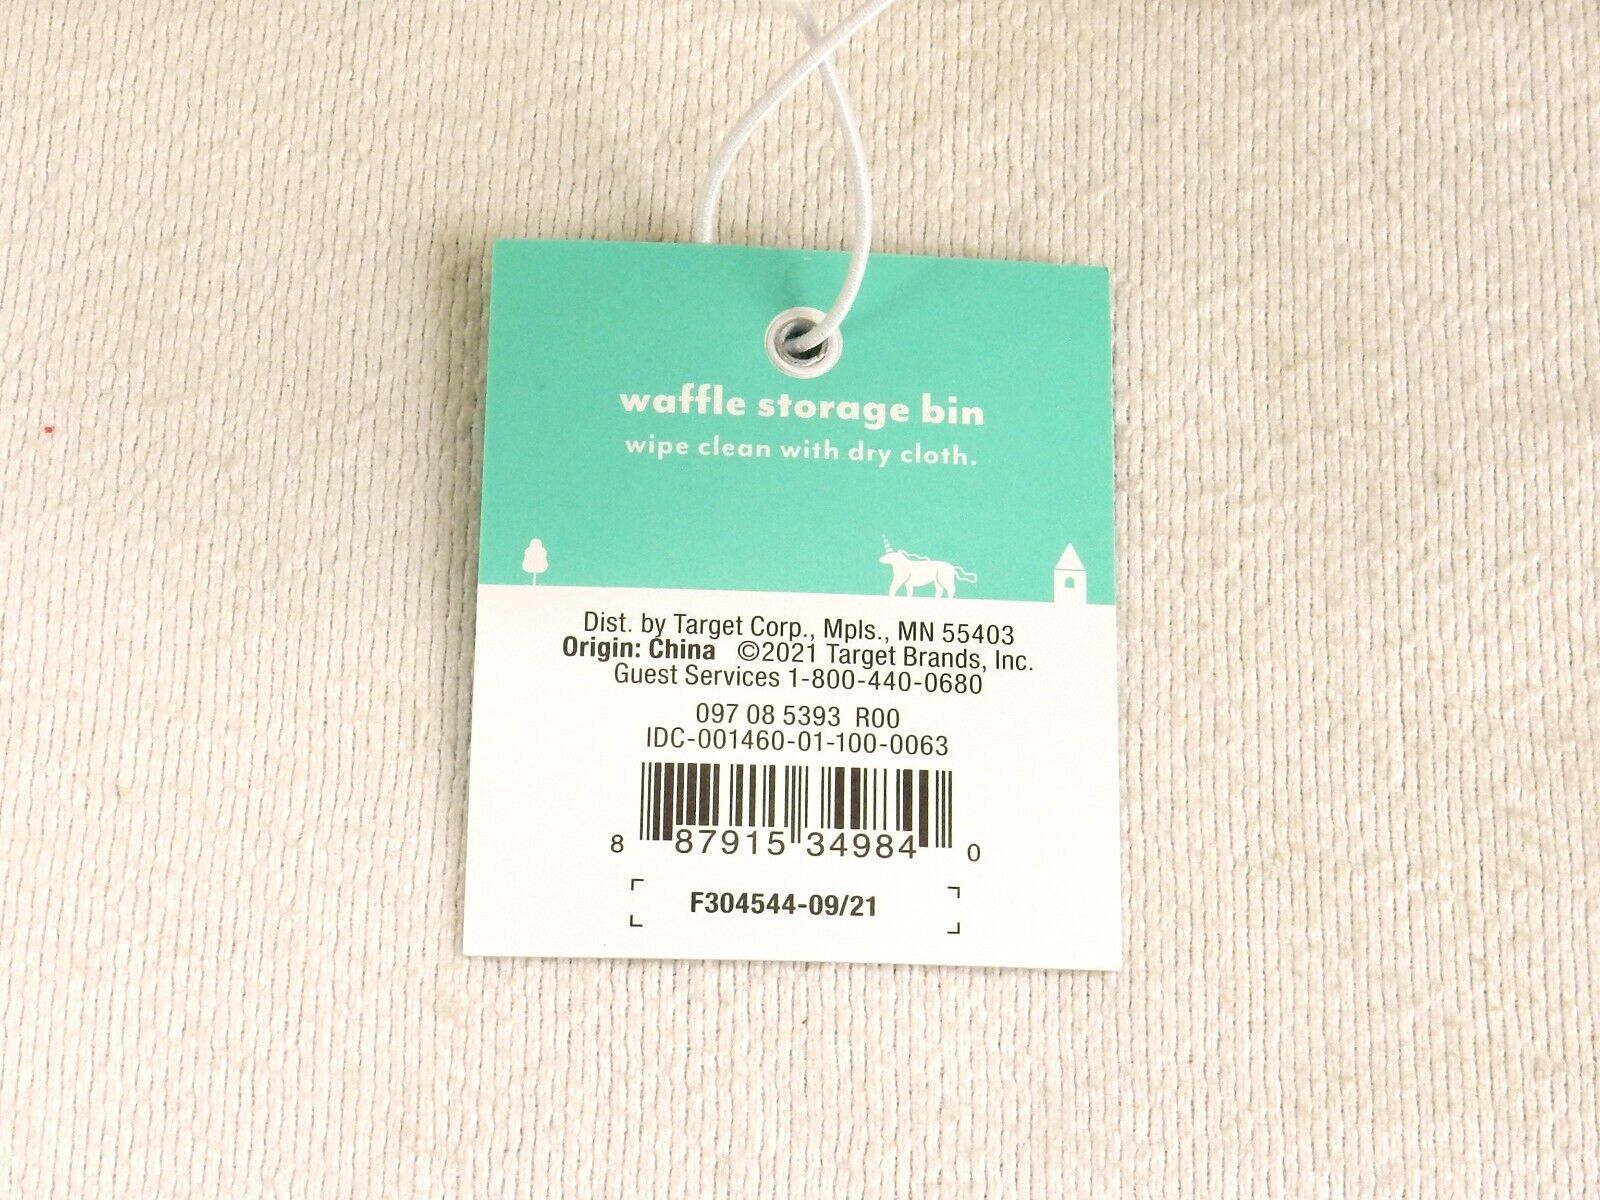 waffle storage bin
wipe clean with dry cloth.
Dist. by Target Corp., Mpls., MN 55403
Origin: China ©2021 Target Brands, Inc.
Guest Services 1-800-440-0680
097 08 5393 R00
IDC-001460-01-100-0063
8 87915 34984 0
F304544-09/21